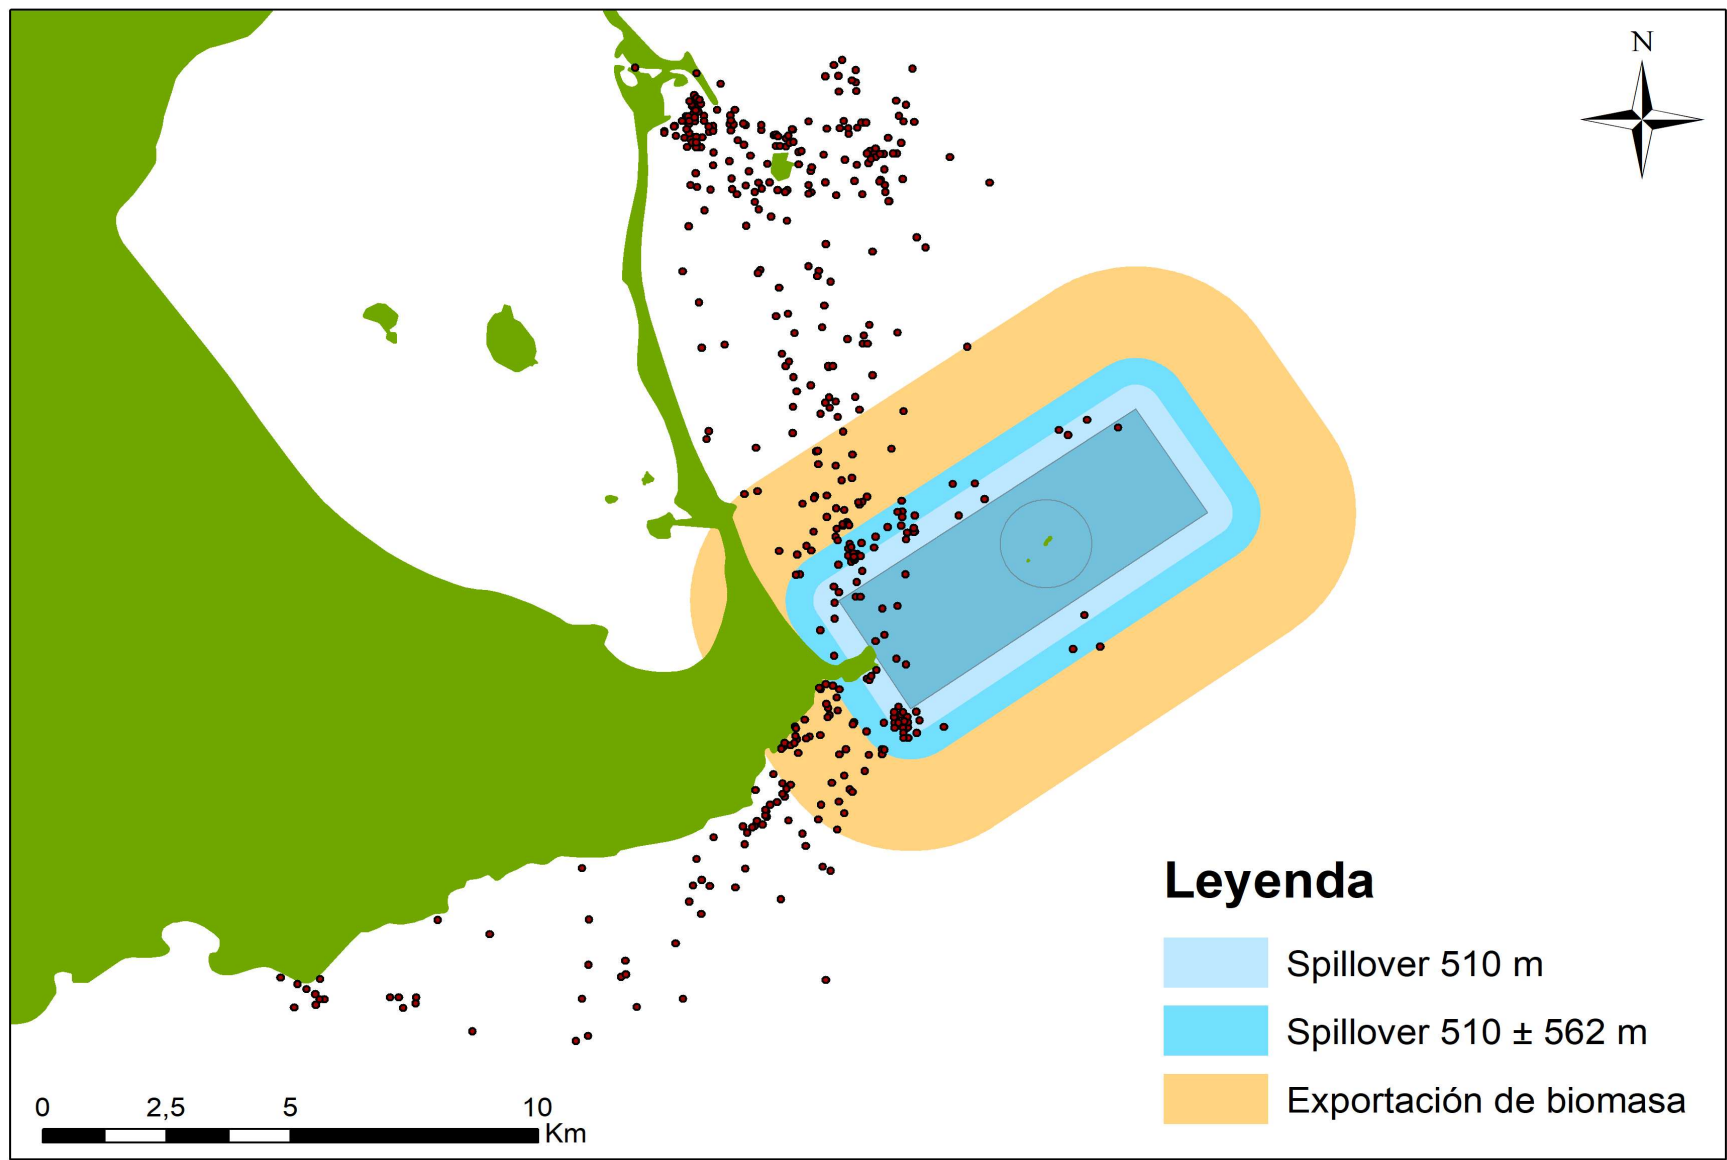 N
Leyenda
Spillover 510 m
Spillover 510 ± 562 m
Exportación de biomasa
0 2,5 5 10
Km